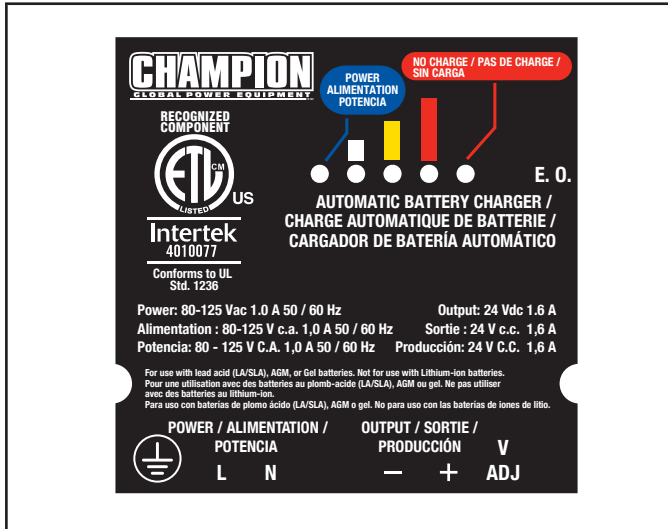 CHAMPION
GLOBAL POWER EQUIPMENT
POWER
ALIMENTATION
POTENCIA
NO CHARGE / PAS DE CHARGE /
SIN CARGA
RECOGNIZED
COMPONENT
ETL CM
LISTED
US
Intertek
4010077
Conforms to UL
Std. 1236
E. O.
AUTOMATIC BATTERY CHARGER /
CHARGE AUTOMATIQUE DE BATTERIE /
CARGADOR DE BATERÍA AUTOMÁTICO
Power: 80-125 Vac 1.0 A 50 / 60 Hz Output: 24 Vdc 1.6 A
Alimentation : 80-125 V c.a. 1,0 A 50 / 60 Hz Sortie : 24 V c.c. 1,6 A
Potencia: 80 - 125 V C.A. 1,0 A 50 / 60 Hz Producción: 24 V C.C. 1,6 A
For use with lead acid (LA/SLA), AGM, or Gel batteries. Not for use with Lithium-ion batteries.
Pour une utilisation avec des batteries au plomb-acide (LA/SLA), AGM ou gel. Ne pas utiliser
avec des batteries au lithium-ion.
Para uso con baterías de plomo ácido (LA/SLA), AGM o gel. No para uso con las baterías de iones de litio.
POWER / ALIMENTATION /
POTENCIA
L N
OUTPUT / SORTIE /
PRODUCCIÓN
− +
V
ADJ